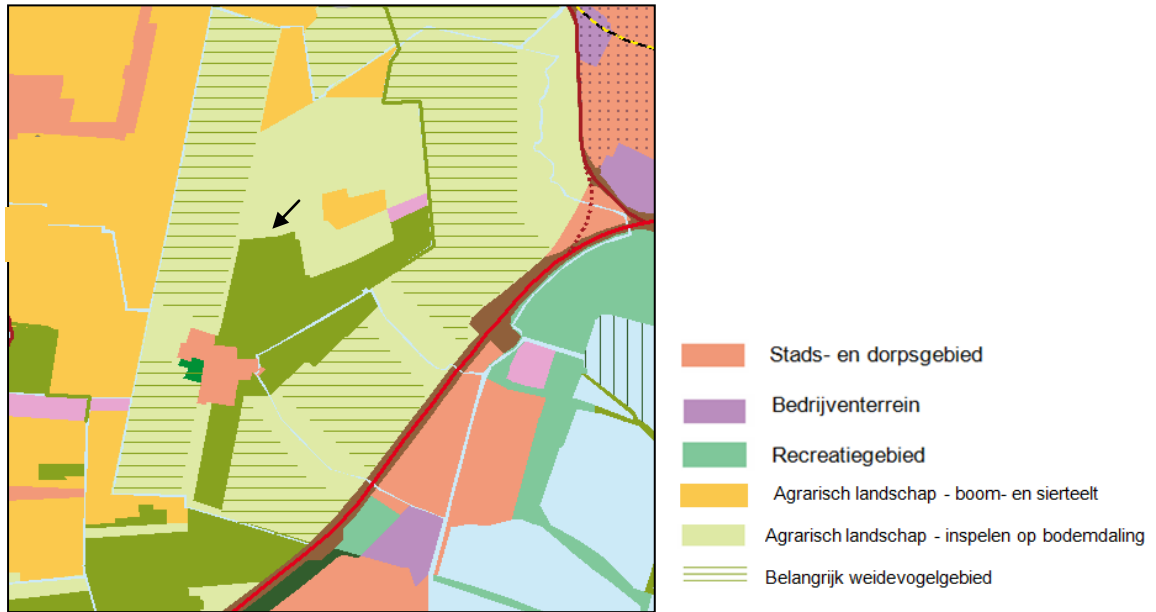 Stads- en dorpsgebied
Bedrijventerrein
Recreatiegebied
Agrarisch landschap - boom- en sierteelt
Agrarisch landschap - inspelen op bodemdaling
Belangrijk weidevogelgebied